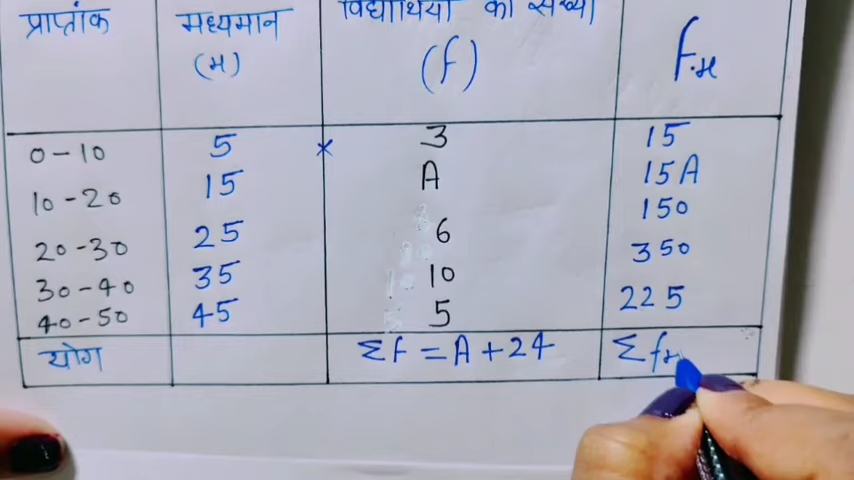 प्राप्तांक मध्यमान विद्यार्थियों की संख्या
(म) (f) f.म
0-10 5 × 3 15
10-20 15 A 15A
20-30 25 6 150
30-40 35 10 350
40-50 45 5 225
योग Σf = A+24 Σfम